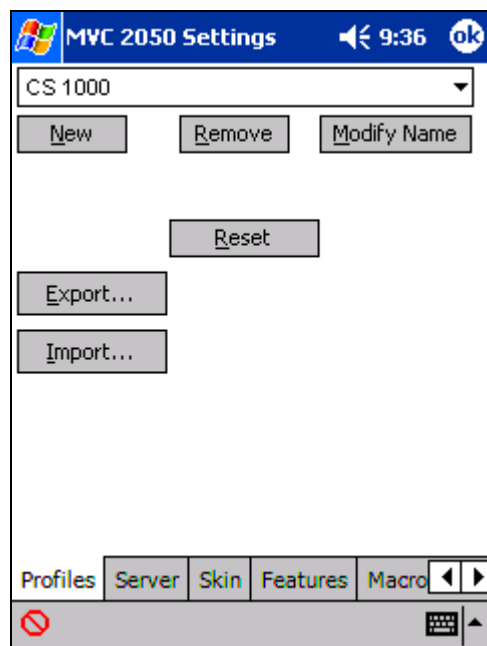 MVC 2050 Settings 9:36 ok
CS 1000
New Remove Modify Name
Reset
Export...
Import...
Profiles Server Skin Features Macro